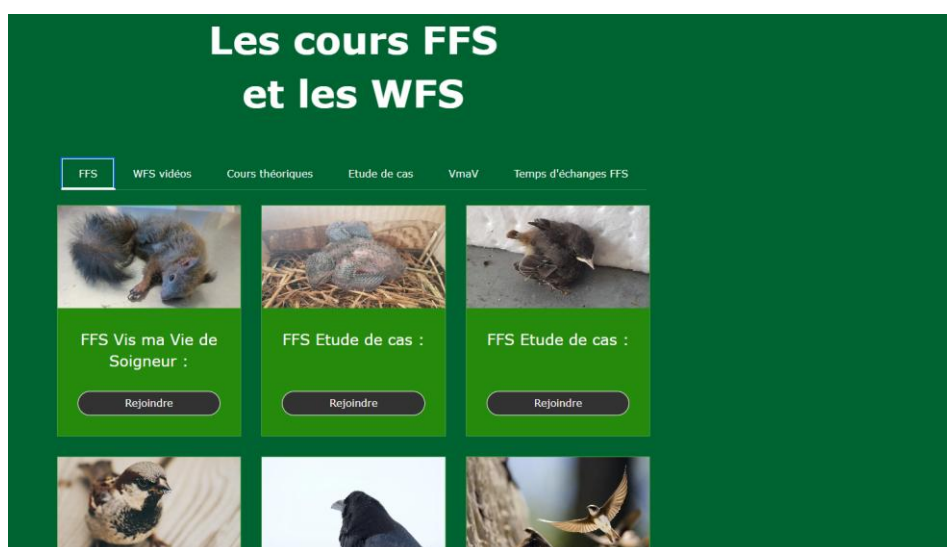 Les cours FFS
et les WFS
FFS WFS vidéos Cours théoriques Etude de cas VmaV Temps d'échanges FFS
FFS Vis ma Vie de
Soigneur :
Rejoindre
FFS Etude de cas :
Rejoindre
FFS Etude de cas :
Rejoindre